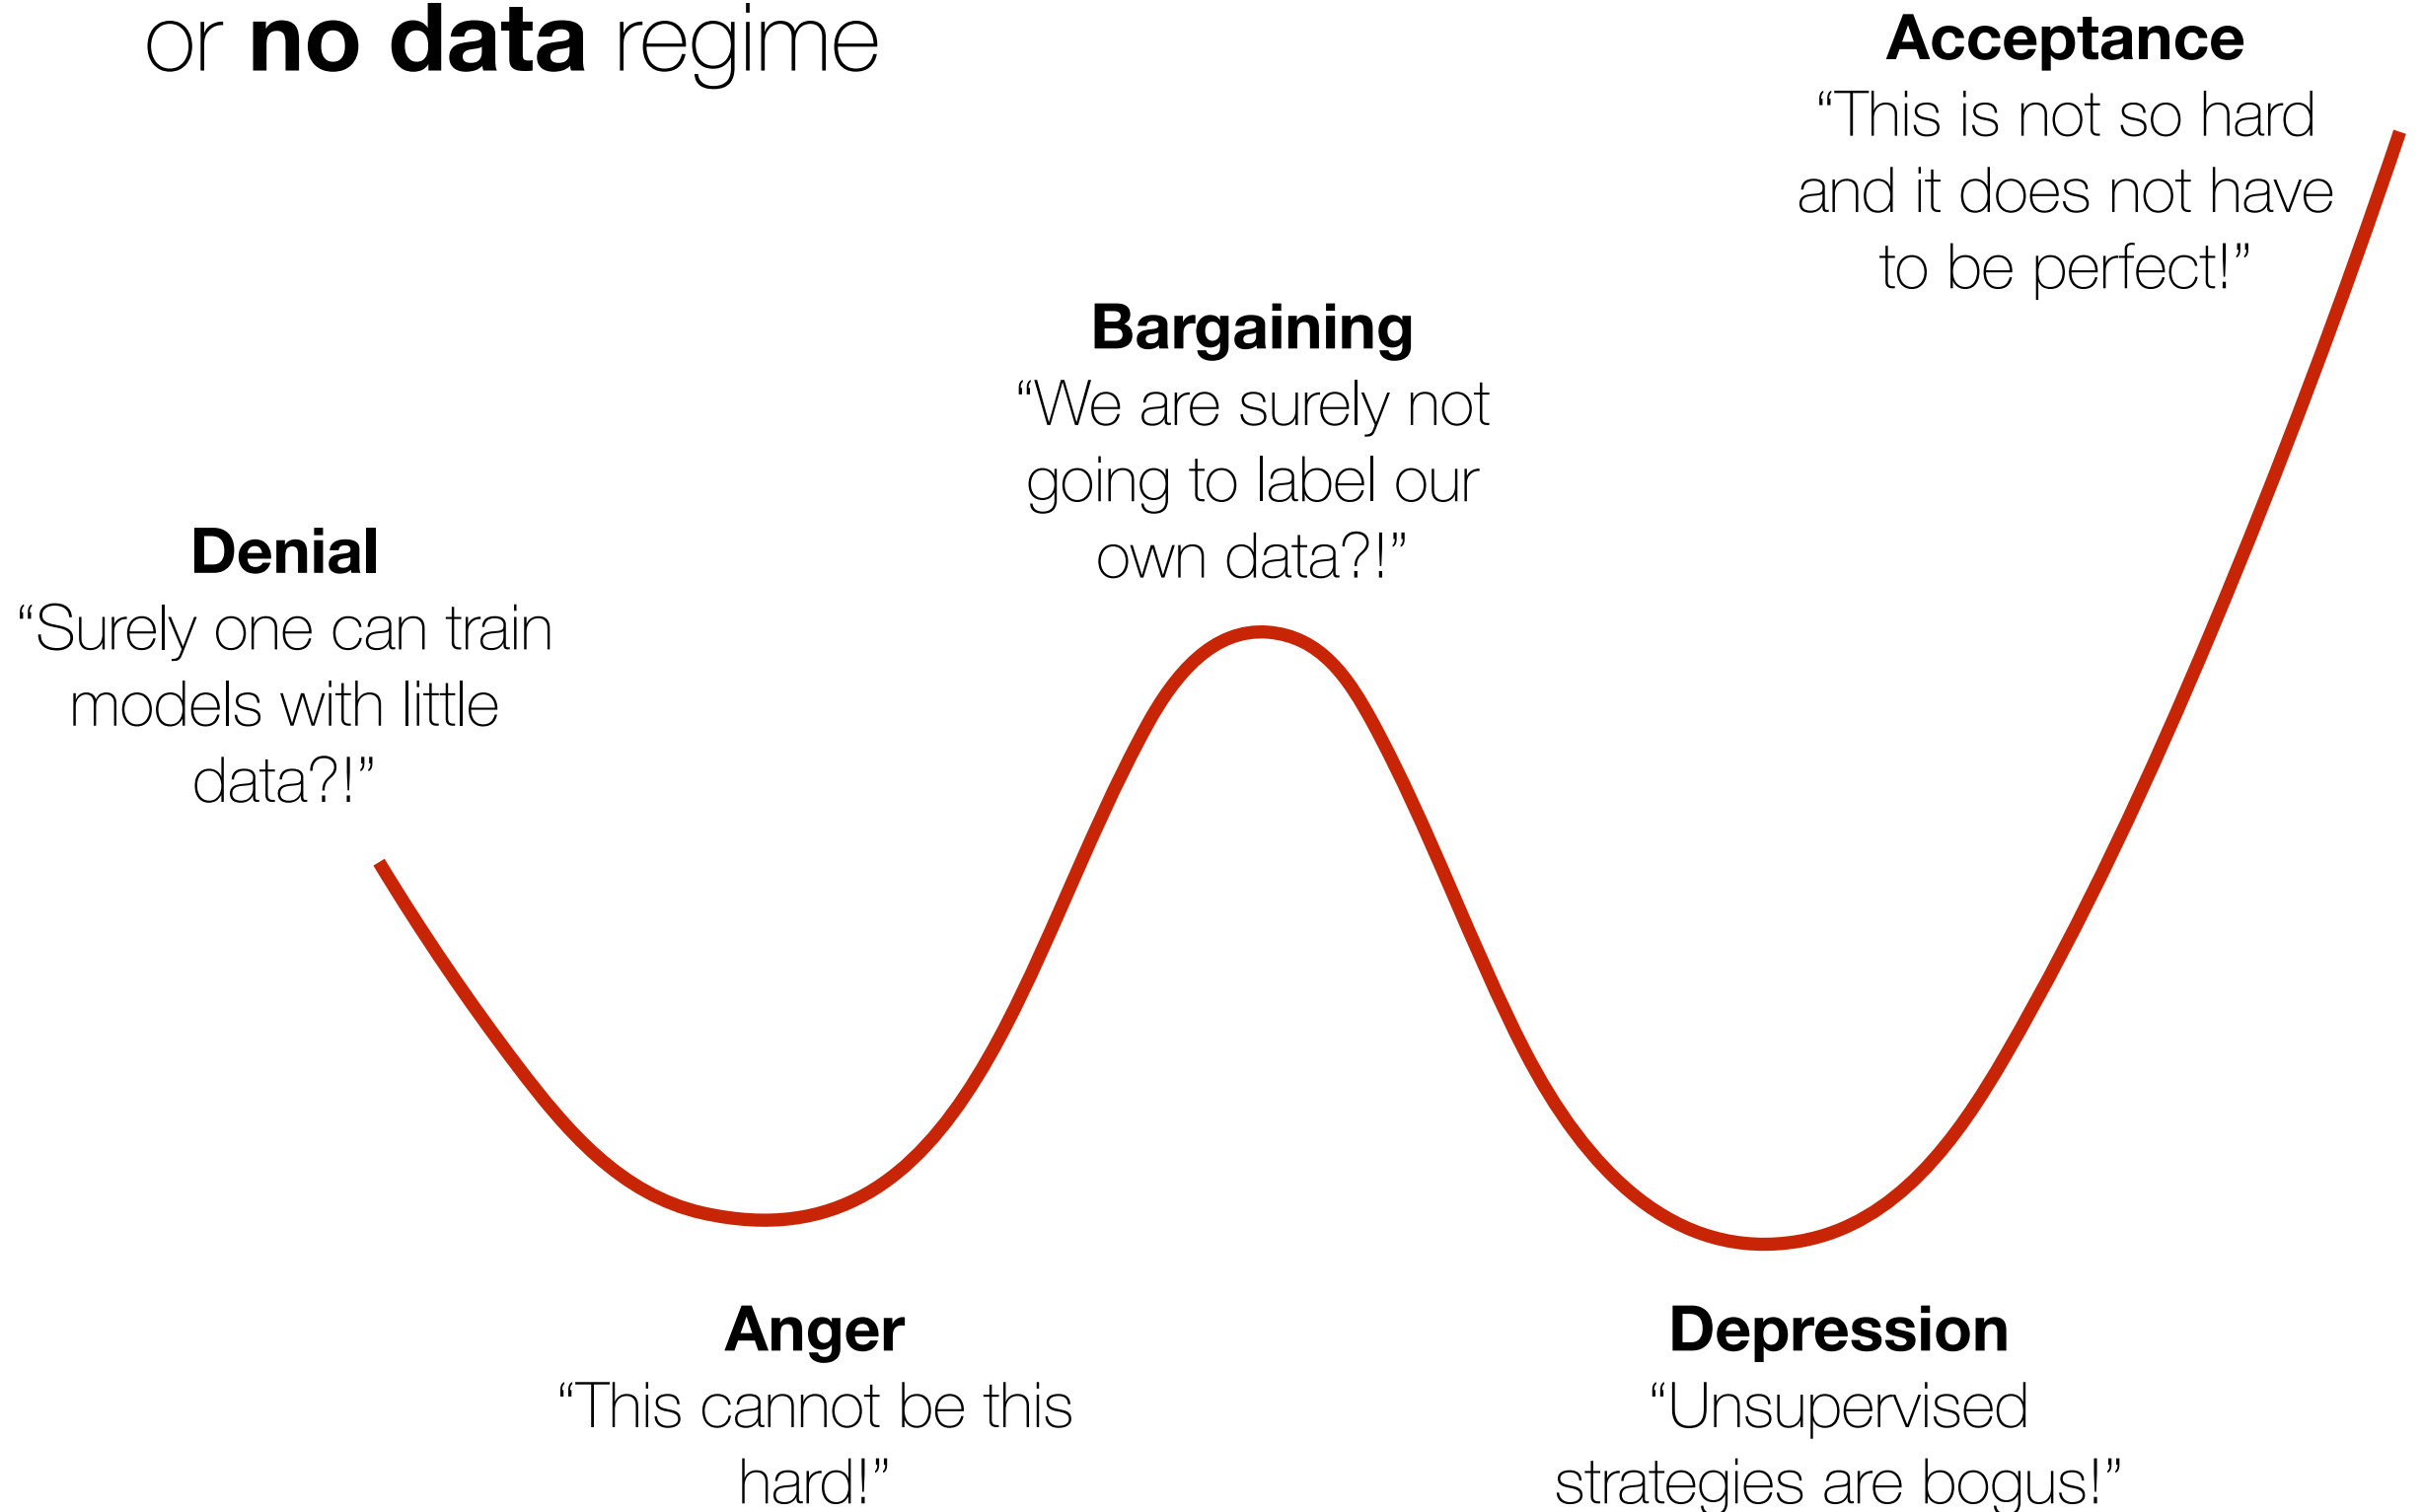 or no data regime
Denial
“Surely one can train
models with little
data?!”
Anger
“This cannot be this
hard!”
Bargaining
“We are surely not
going to label our
own data?!”
Depression
“Unsupervised
strategies are bogus!”
Acceptance
“This is not so hard
and it does not have
to be perfect!”